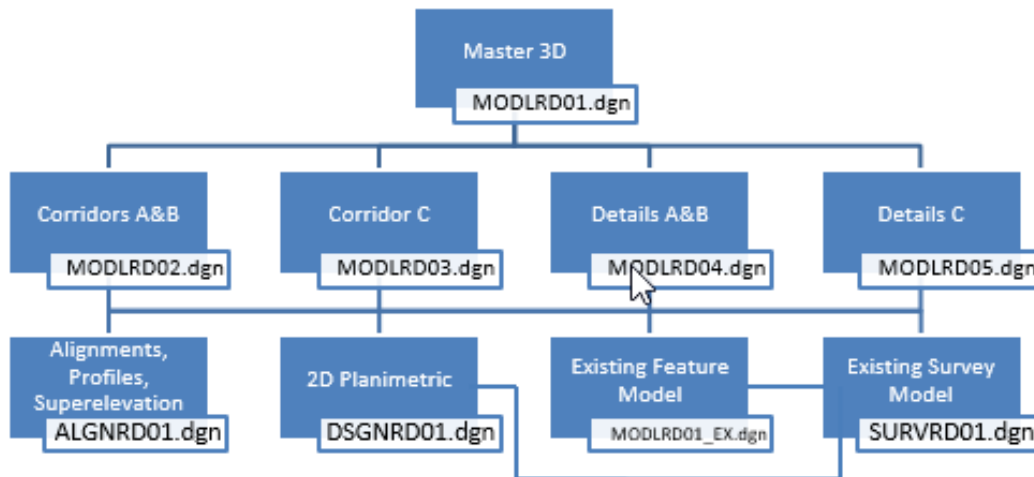 Master 3D
MODLRD01.dgn
Corridors A&B
MODLRD02.dgn
Corridor C
MODLRD03.dgn
Details A&B
MODLRD04.dgn
Details C
MODLRD05.dgn
Alignments,
Profiles,
Superelevation
ALGNRD01.dgn
2D Planimetric
DSGNRD01.dgn
Existing Feature
Model
MODLRD01_EX.dgn
Existing Survey
Model
SURVRD01.dgn